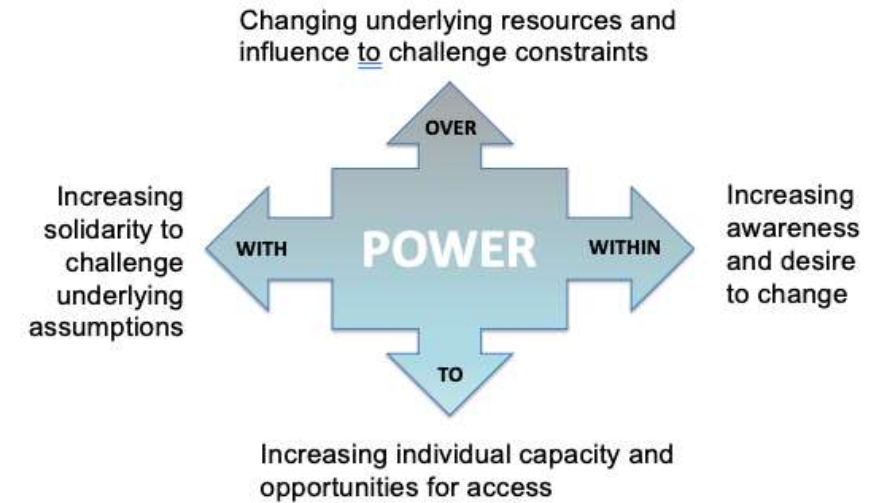 Changing underlying resources and
influence to challenge constraints
OVER
Increasing
solidarity to
challenge
underlying
assumptions
WITH
POWER
WITHIN
Increasing
awareness
and desire
to change
TO
Increasing individual capacity and
opportunities for access